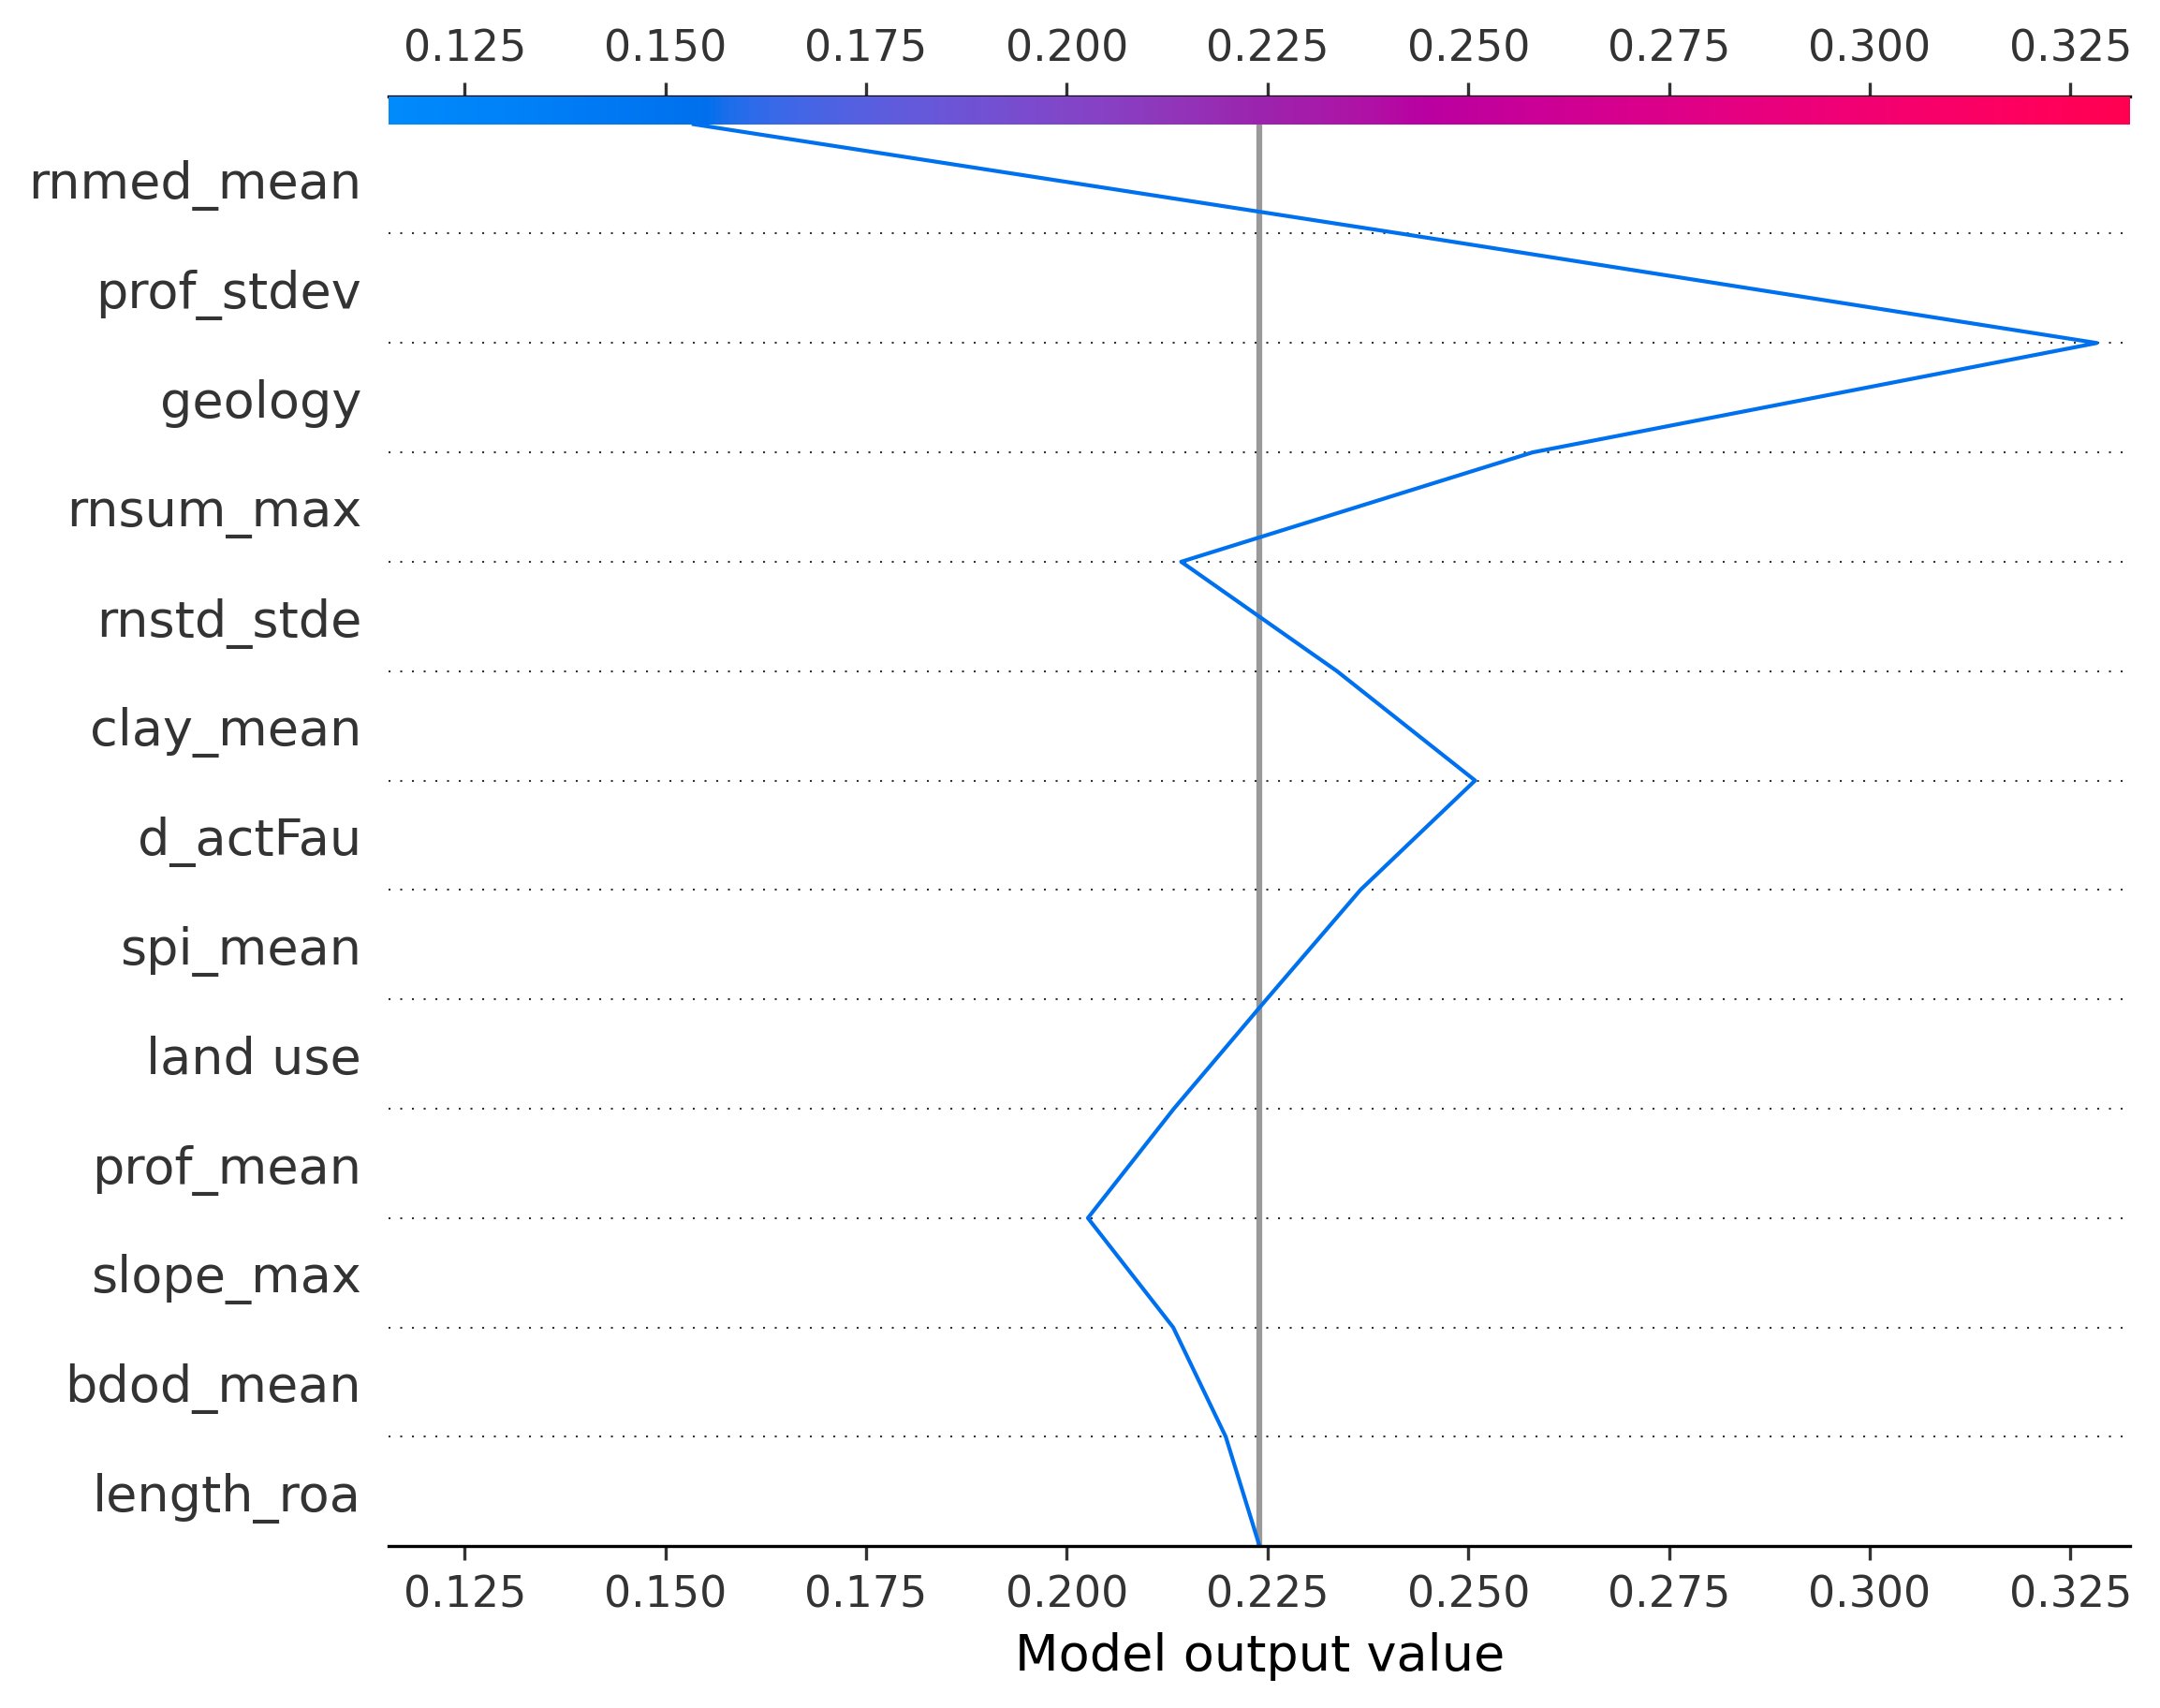 0.125 0.150 0.175 0.200 0.225 0.250 0.275 0.300 0.325
rnmed_mean
prof_stdev
geology
rnsum_max
rnstd_stde
clay_mean
d_actFau
spi_mean
land use
prof_mean
slope_max
bdod_mean
length_roa
0.125 0.150 0.175 0.200 0.225 0.250 0.275 0.300 0.325
Model output value